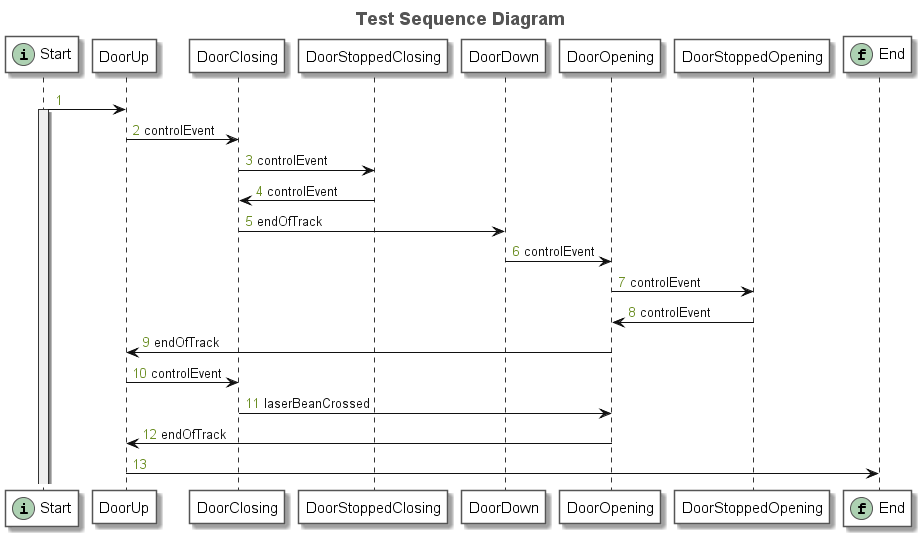 Test Sequence Diagram
i Start DoorUp DoorClosing DoorStoppedClosing DoorDown DoorOpening DoorStoppedOpening f End
1
2 controlEvent
3 controlEvent
4 controlEvent
5 endOfTrack
6 controlEvent
7 controlEvent
8 controlEvent
9 endOfTrack
10 controlEvent
11 laserBeanCrossed
12 endOfTrack
13
i Start DoorUp DoorClosing DoorStoppedClosing DoorDown DoorOpening DoorStoppedOpening f End